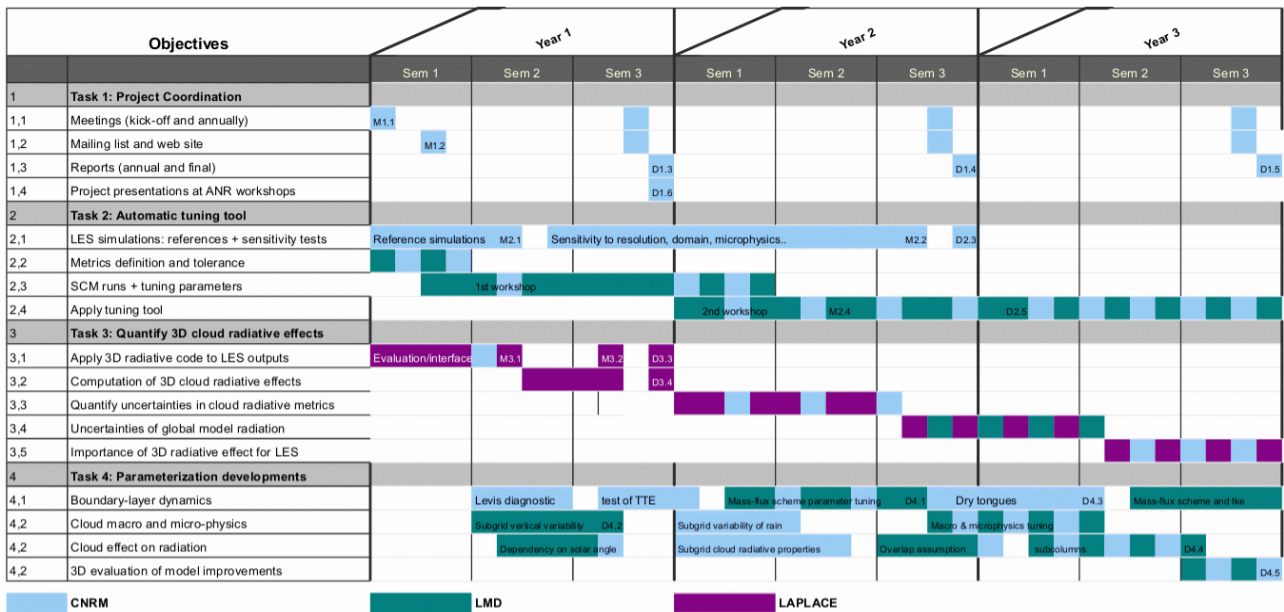 Objectives
Year 1
Year 2
Year 3
Sem 1 Sem 2 Sem 3 Sem 1 Sem 2 Sem 3 Sem 1 Sem 2 Sem 3
1 Task 1: Project Coordination
1,1 Meetings (kick-off and annually) M1.1
1,2 Mailing list and web site M1.2
1,3 Reports (annual and final) D1.3 D1.4 D1.5
1,4 Project presentations at ANR workshops D1.6
2 Task 2: Automatic tuning tool
2,1 LES simulations: references + sensitivity tests Reference simulations M2.1 Sensitivity to resolution, domain, microphysics.. M2.2 D2.3
2,2 Metrics definition and tolerance
2,3 SCM runs + tuning parameters 1st workshop
2,4 Apply tuning tool 2nd workshop M2.4 D2.5
3 Task 3: Quantify 3D cloud radiative effects
3,1 Apply 3D radiative code to LES outputs Evaluation/interface M3.1 M3.2 D3.3
3,2 Computation of 3D cloud radiative effects D3.4
3,3 Quantify uncertainties in cloud radiative metrics
3,4 Uncertainties of global model radiation
3,5 Importance of 3D radiative effect for LES
4 Task 4: Parameterization developments
4,1 Boundary-layer dynamics Levis diagnostic test of TTE Mass-flux scheme parameter tuning D4.1 Dry tongues D4.3 Mass-flux scheme and tke
4,2 Cloud macro and micro-physics Subgrid vertical variability D4.2 Subgrid variability of rain Macro & microphysics tuning
4,2 Cloud effect on radiation Dependency on solar angle Subgrid cloud radiative properties Overlap assumption subcolumns D4.4
4,2 3D evaluation of model improvements D4.5
CNRM LMD LAPLACE